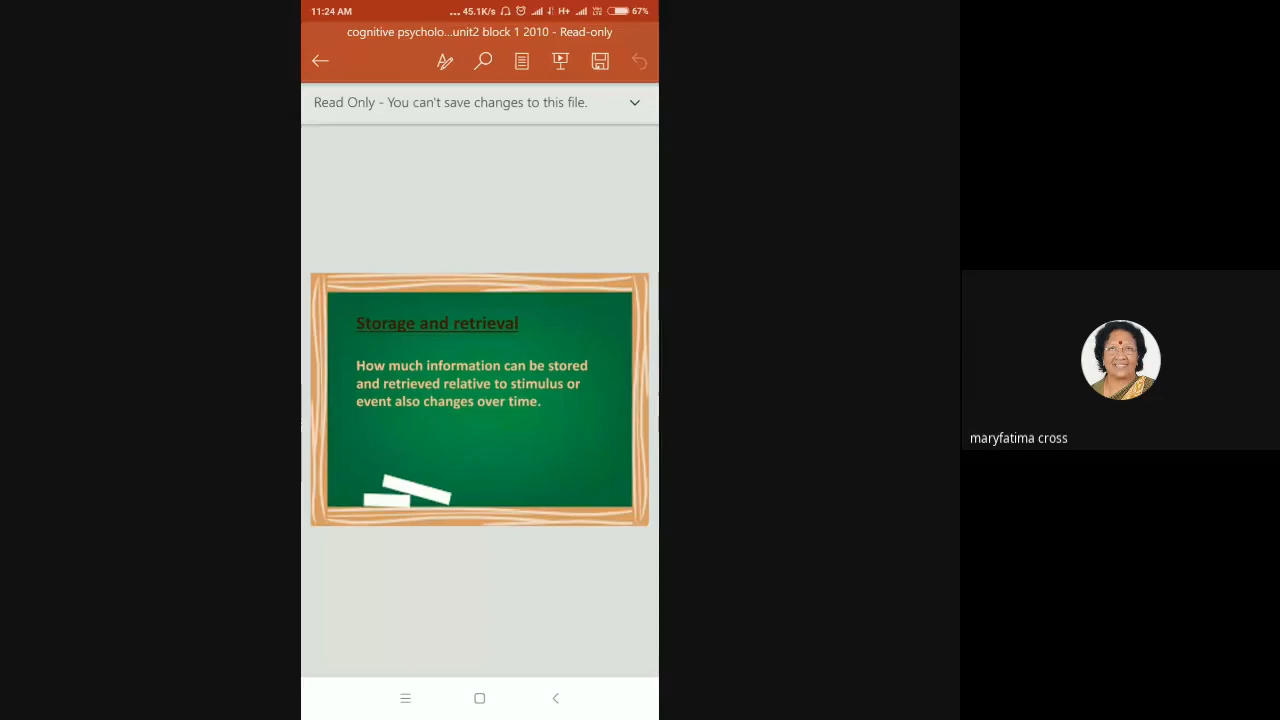 11:24 AM
... 45.1K/s
H+
67%
cognitive psycholo...unit2 block 1 2010 - Read-only
Read Only - You can't save changes to this file.
Storage and retrieval
How much information can be stored
and retrieved relative to stimulus or
event also changes over time.
maryfatima cross